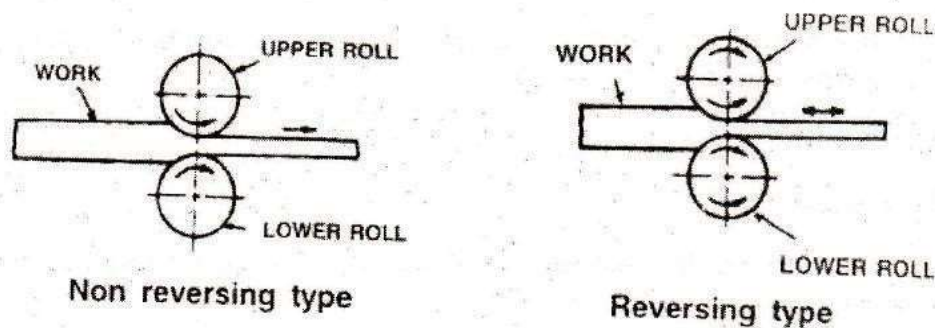 UPPER ROLL
WORK
LOWER ROLL
Non reversing type
UPPER ROLL
WORK
LOWER ROLL
Reversing type